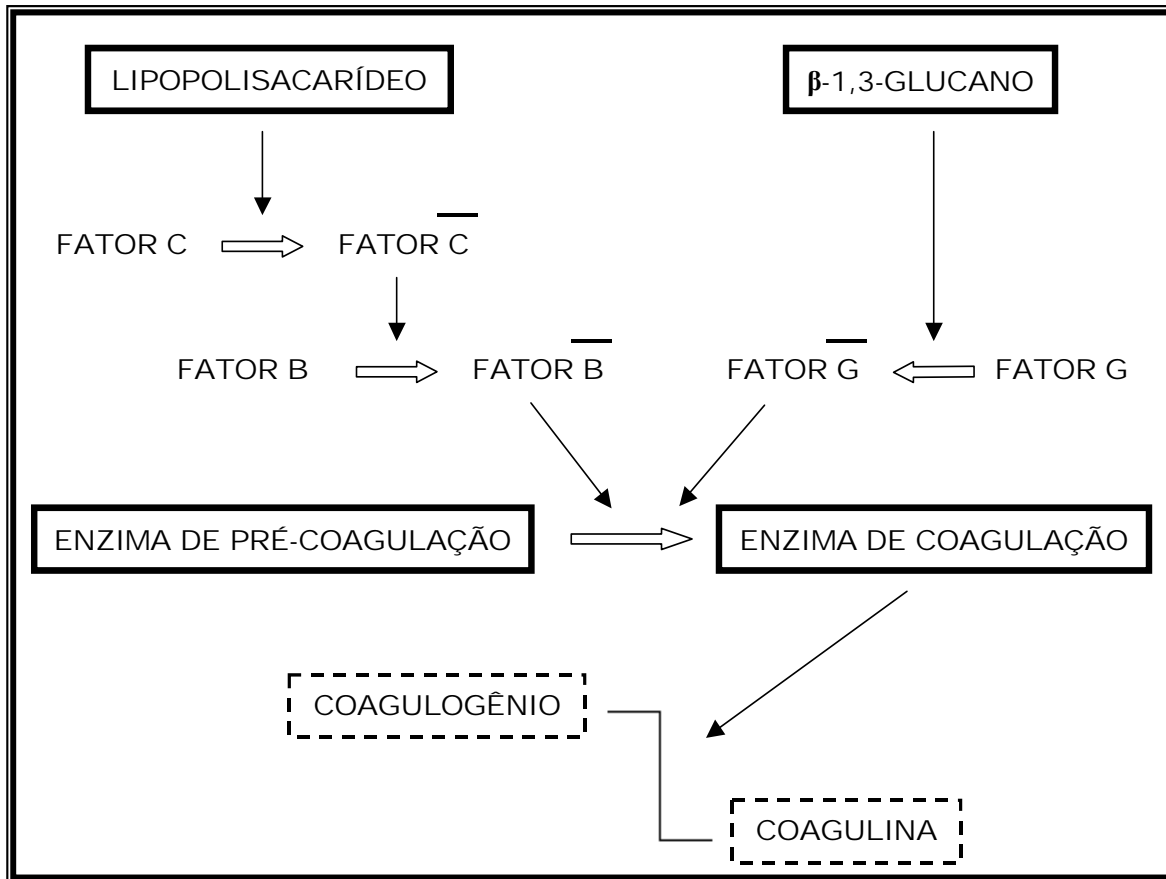 LIPOPOLISACARÍDEO
β-1,3-GLUCANO
FATOR C
FATOR C̅
FATOR B
FATOR B̅
FATOR G̅
FATOR G
ENZIMA DE PRÉ-COAGULAÇÃO
ENZIMA DE COAGULAÇÃO
COAGULOGÊNIO
COAGULINA